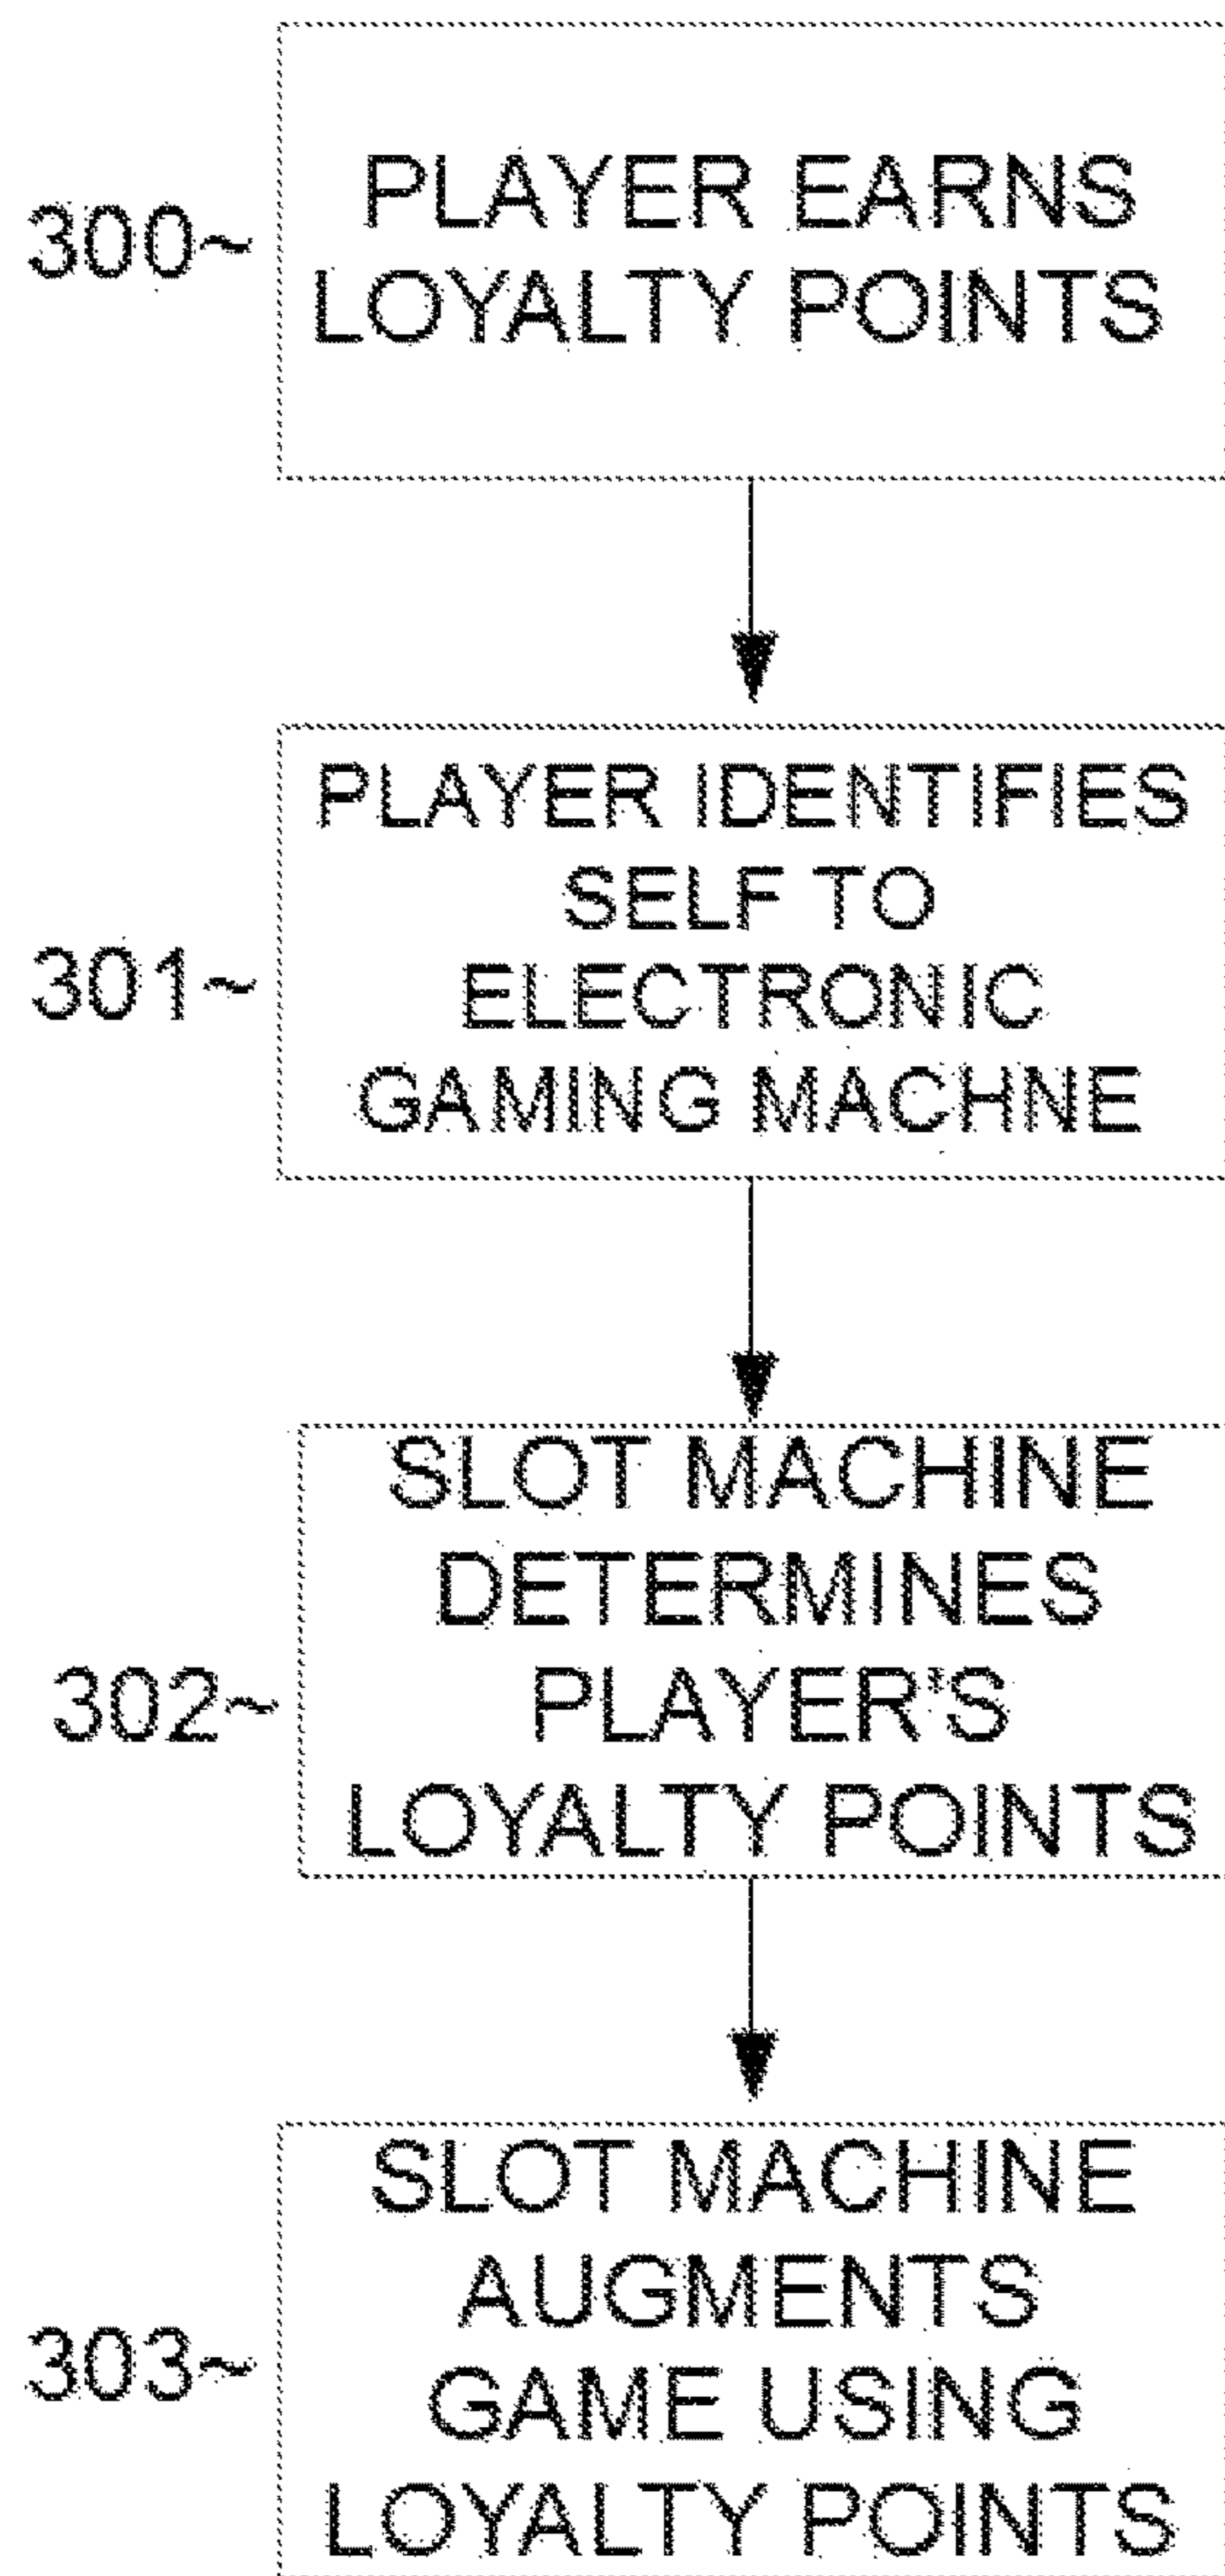 PLAYER EARNS
LOYALTY POINTS
300~
PLAYER IDENTIFIES
SELF TO
ELECTRONIC
GAMING MACHNE
301~
SLOT MACHINE
DETERMINES
PLAYER'S
LOYALTY POINTS
302~
SLOT MACHINE
AUGMENTS
GAME USING
LOYALTY POINTS
303~